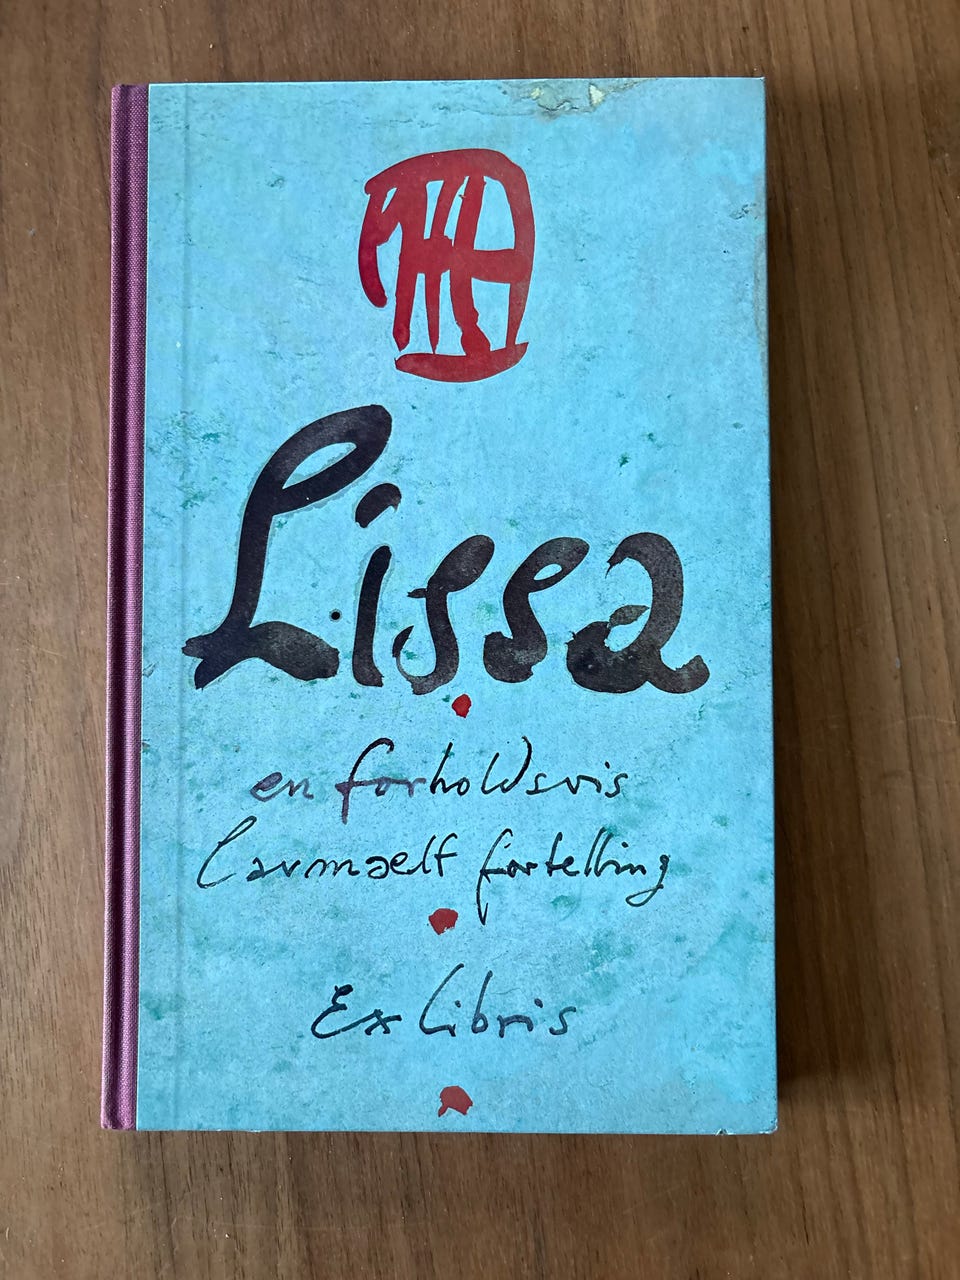 Lissa
en forholdsvis
lavmælt fortelling
Ex libris